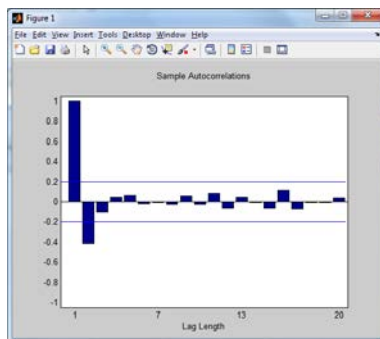 Figure 1
File Edit View Insert Tools Desktop Window Help
Sample Autocorrelations
1
0.8
0.6
0.4
0.2
0
-0.2
-0.4
-0.6
-0.8
-1
1 7 13 20
Lag Length